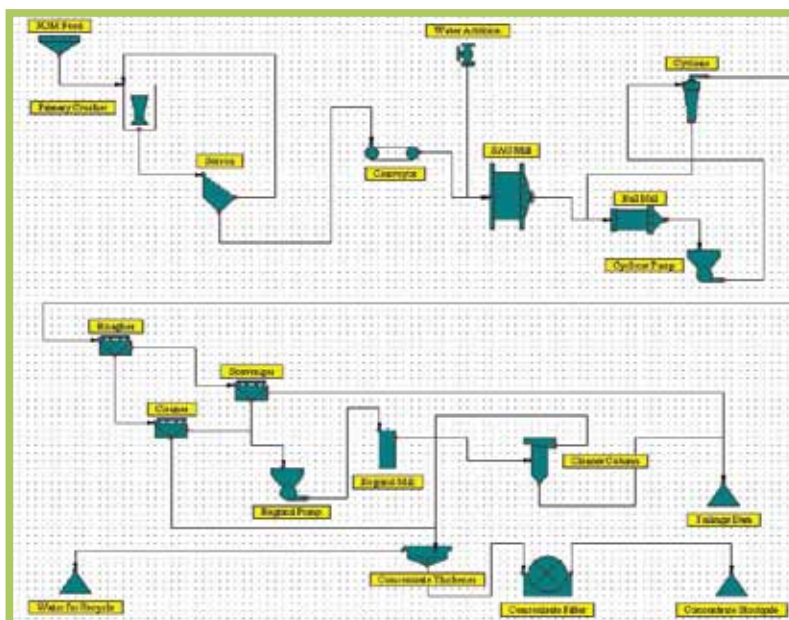 ROM Feed
Water Addition
Cyclone
Primary Crusher
Screen
Conveyor
SAG Mill
Ball Mill
Cyclone Pump
Rougher
Scavenger
Cleaner
Cleaner Column
Regrind Mill
Regrind Pump
Tailings Dam
Concentrate Thickener
Water for Recycle
Concentrate Filter
Concentrate Stockpile